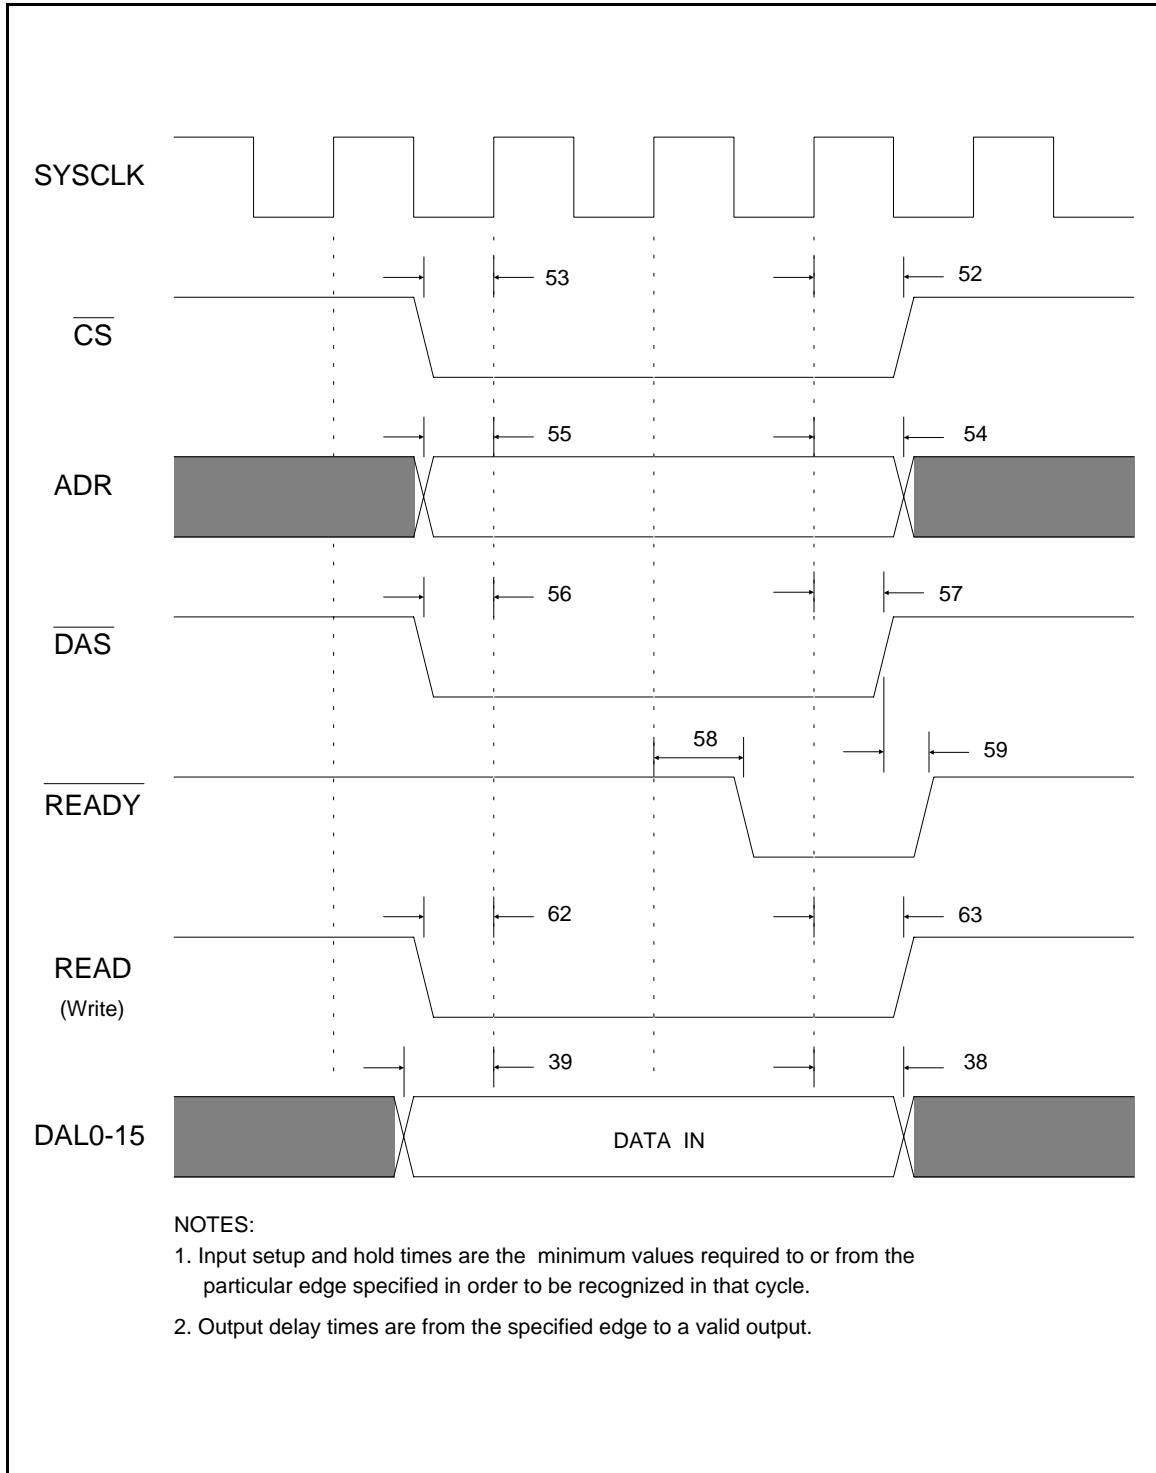 SYSCLK
53
52
CS
55
54
ADR
56
57
DAS
58
59
READY
62
63
READ
(Write)
39
38
DAL0-15
DATA IN
NOTES:
1. Input setup and hold times are the minimum values required to or from the
particular edge specified in order to be recognized in that cycle.
2. Output delay times are from the specified edge to a valid output.